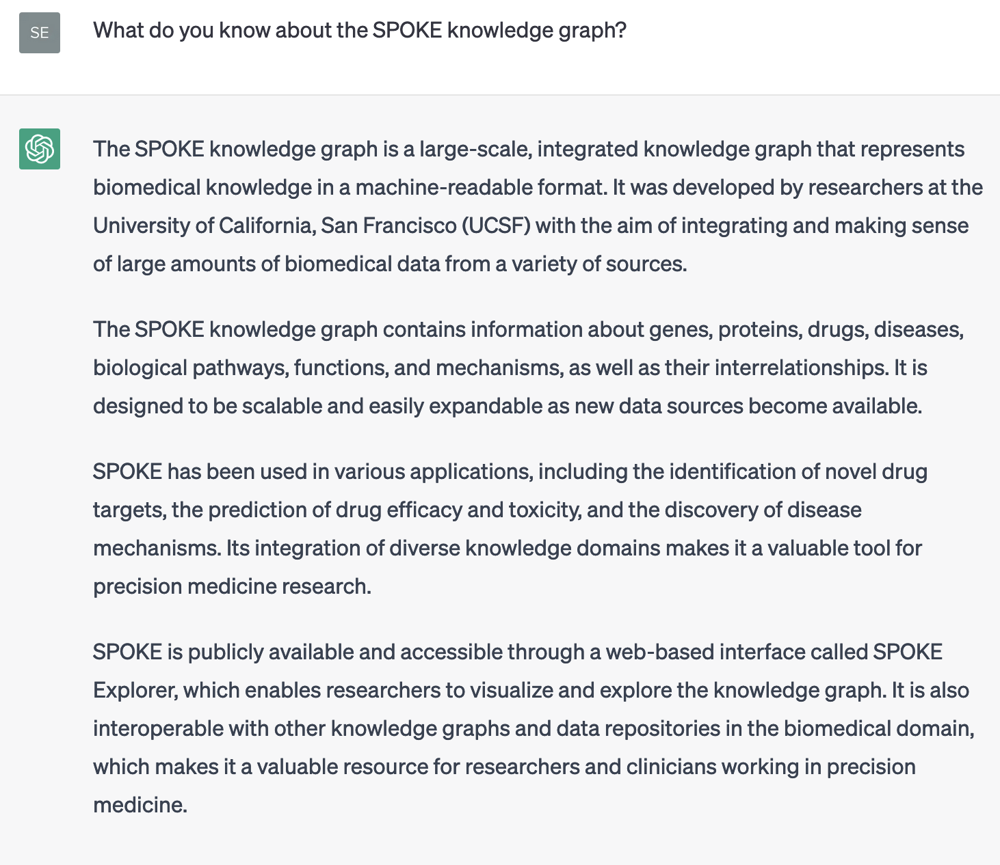 SE
What do you know about the SPOKE knowledge graph?
The SPOKE knowledge graph is a large-scale, integrated knowledge graph that represents
biomedical knowledge in a machine-readable format. It was developed by researchers at the
University of California, San Francisco (UCSF) with the aim of integrating and making sense
of large amounts of biomedical data from a variety of sources.
The SPOKE knowledge graph contains information about genes, proteins, drugs, diseases,
biological pathways, functions, and mechanisms, as well as their interrelationships. It is
designed to be scalable and easily expandable as new data sources become available.
SPOKE has been used in various applications, including the identification of novel drug
targets, the prediction of drug efficacy and toxicity, and the discovery of disease
mechanisms. Its integration of diverse knowledge domains makes it a valuable tool for
precision medicine research.
SPOKE is publicly available and accessible through a web-based interface called SPOKE
Explorer, which enables researchers to visualize and explore the knowledge graph. It is also
interoperable with other knowledge graphs and data repositories in the biomedical domain,
which makes it a valuable resource for researchers and clinicians working in precision
medicine.